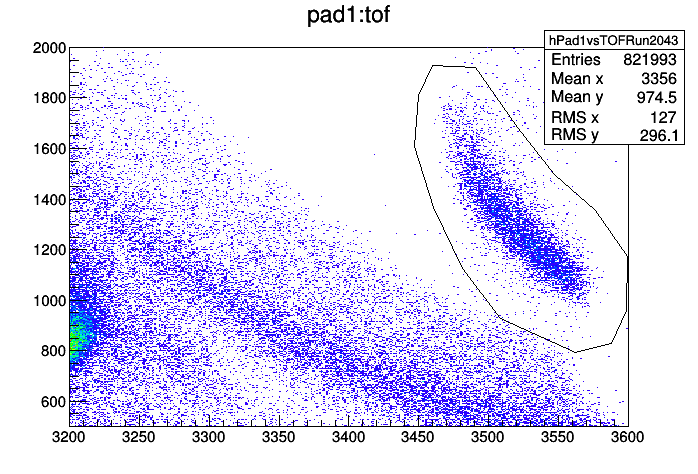 pad1:tof
hPad1vsTOFRun2043
Entries 821993
Mean x 3356
Mean y 974.5
RMS x 127
RMS y 296.1
2000
1800
1600
1400
1200
1000
800
600
3200 3250 3300 3350 3400 3450 3500 3550 3600